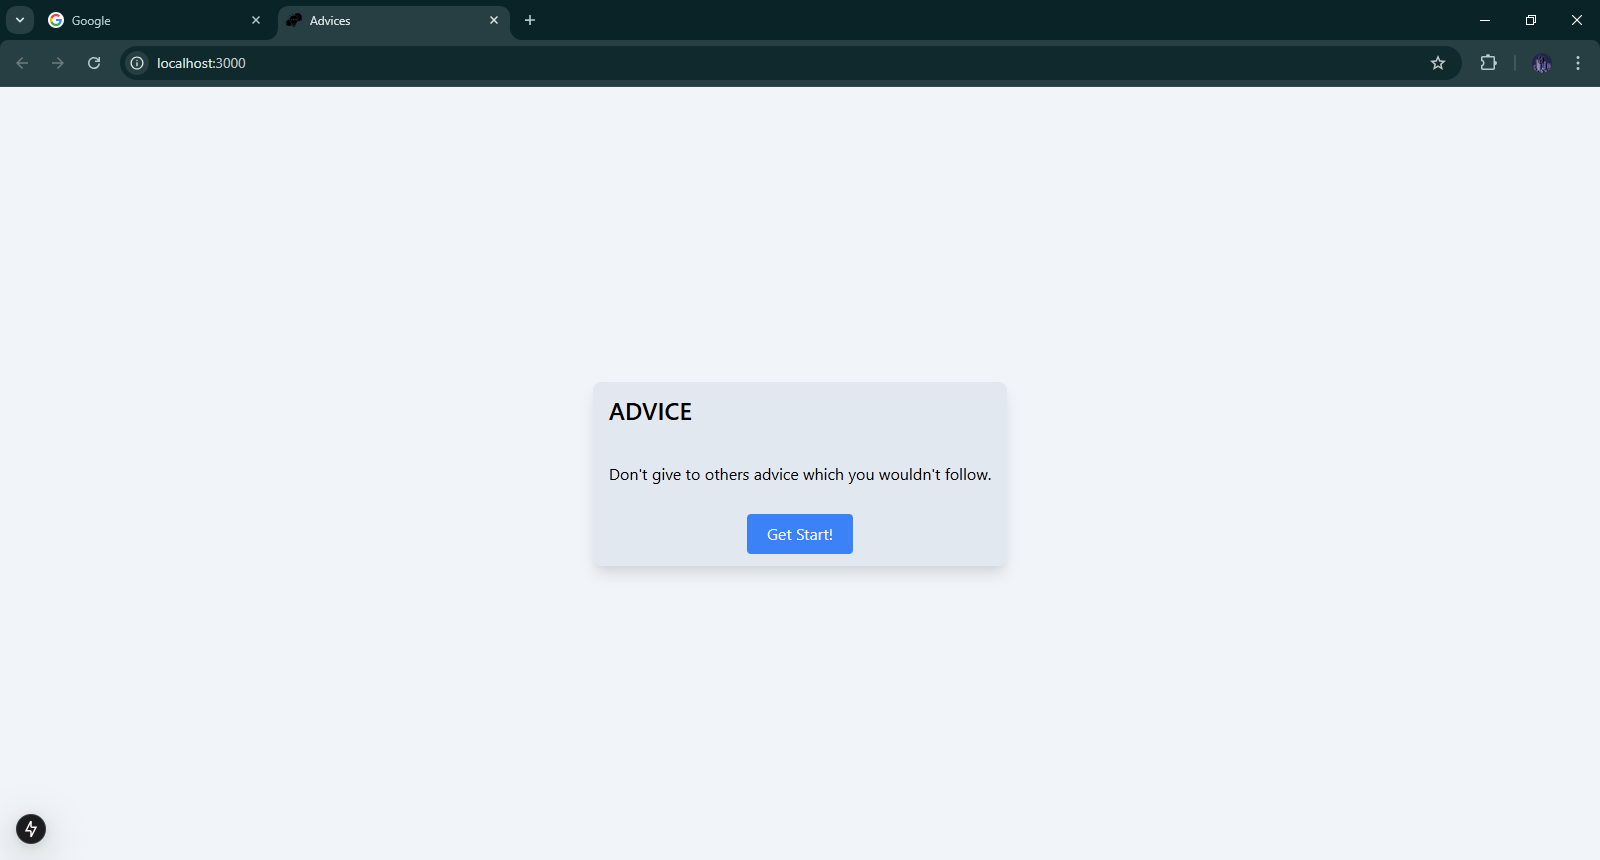 Google
Advices
localhost:3000
ADVICE
Don't give to others advice which you wouldn't follow.
Get Start!